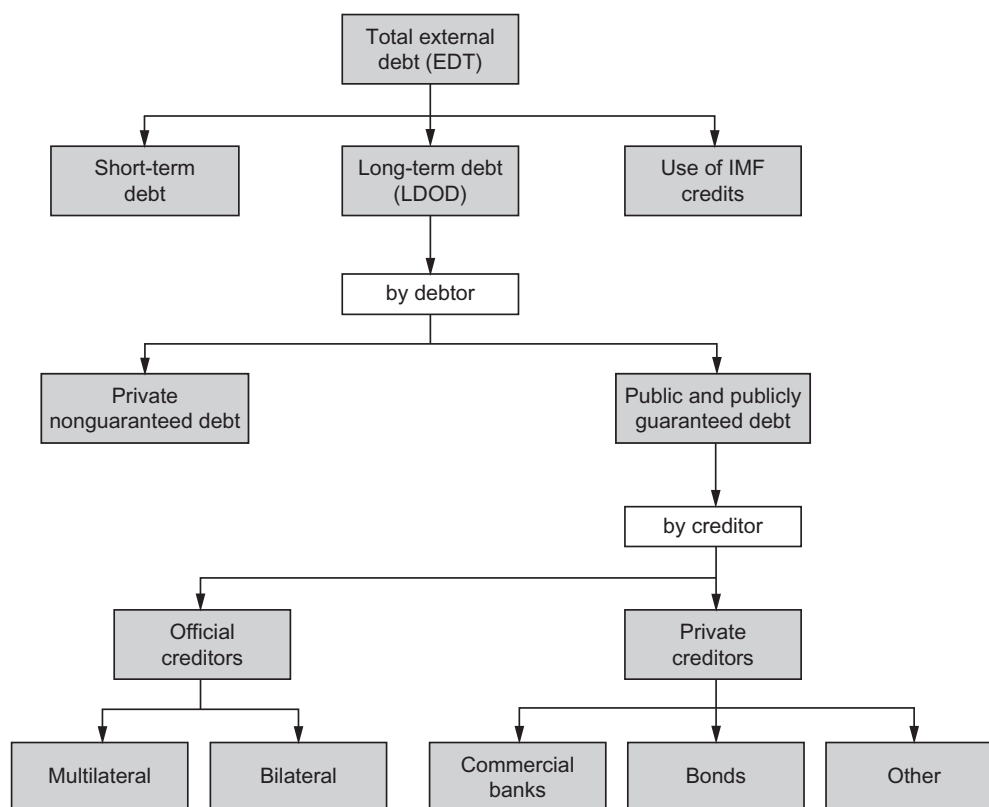 Total external
debt (EDT)
Short-term
debt
Long-term debt
(LDOD)
Use of IMF
credits
by debtor
Private
nonguaranteed debt
Public and publicly
guaranteed debt
by creditor
Official
creditors
Private
creditors
Multilateral
Bilateral
Commercial
banks
Bonds
Other